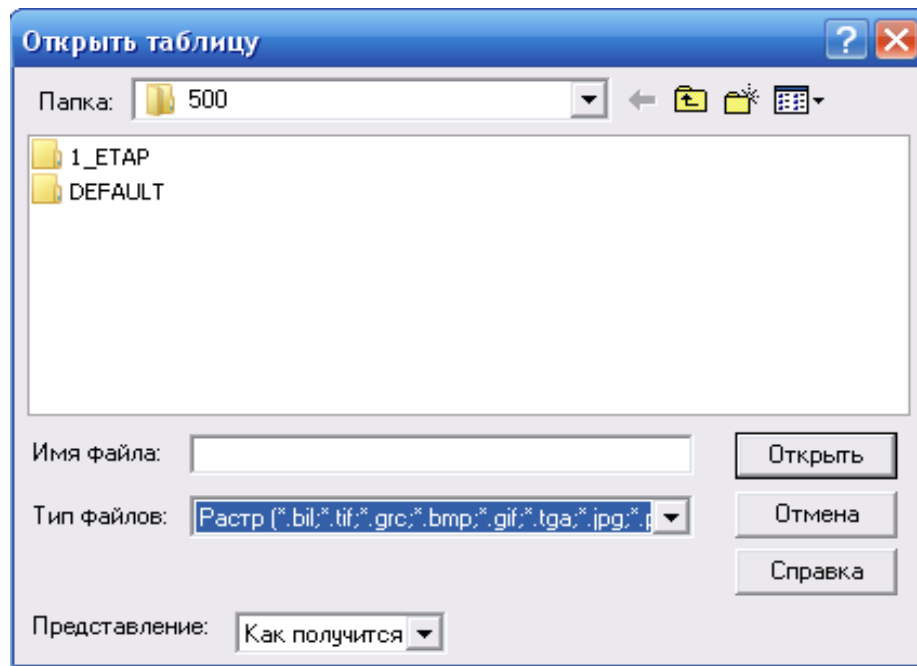 Открыть таблицу
Папка: 500
1_ETAP
DEFAULT
Имя файла: Открыть
Тип файлов: Растр (*.bil;*.tif;*.grc;*.bmp;*.gif;*.tga;*.jpg;*.p Отмена
Справка
Представление: Как получится